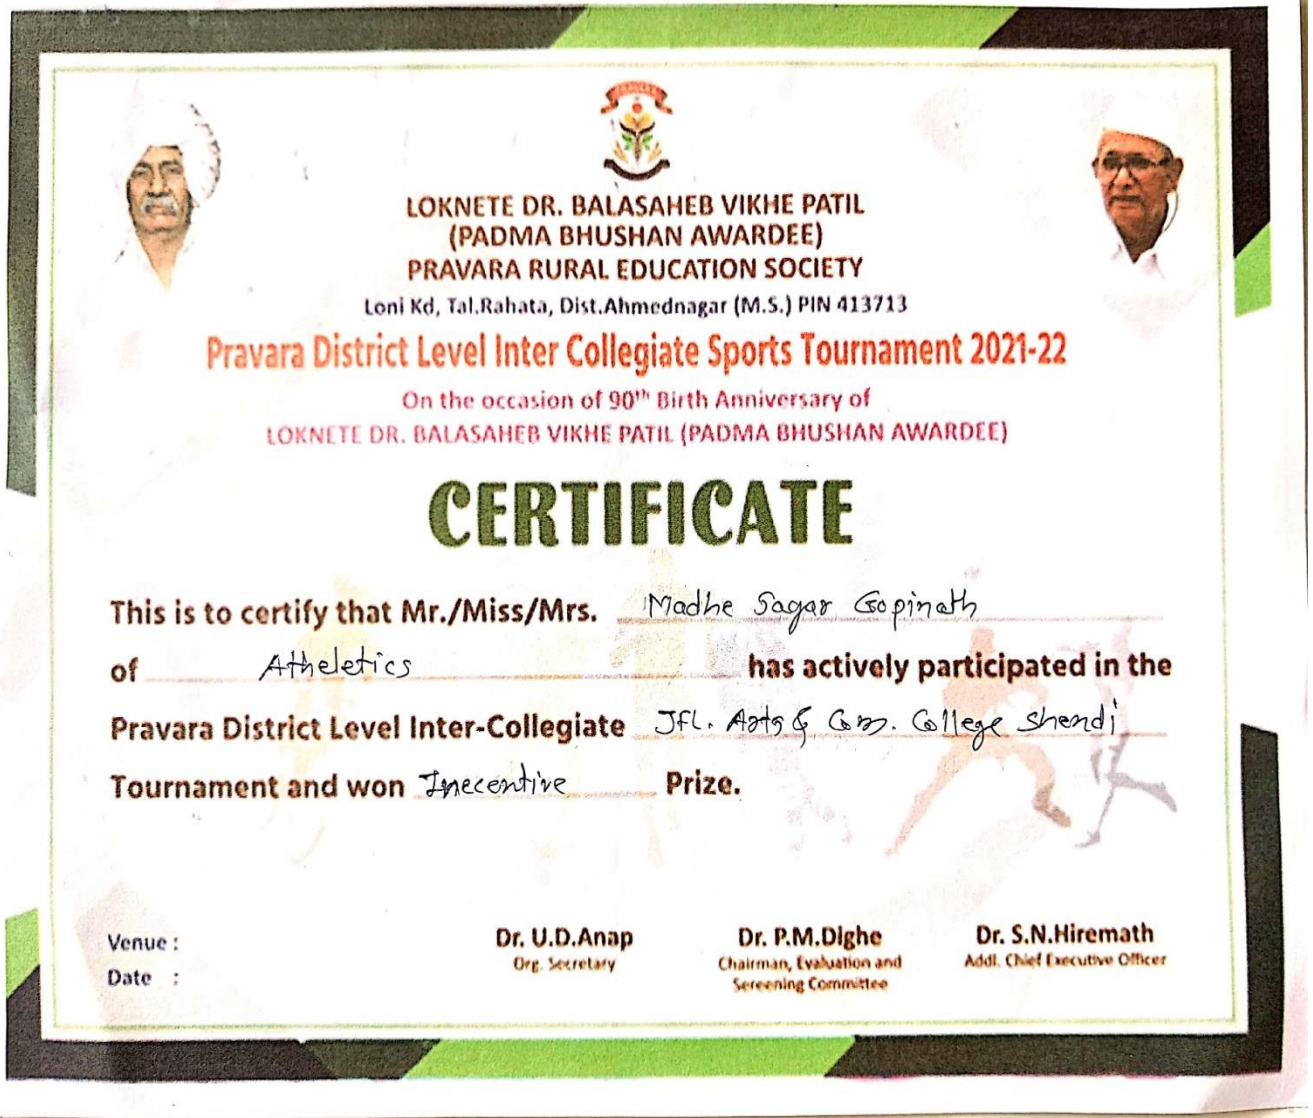 LOKNETE DR. BALASAHEB VIKHE PATIL
(PADMA BHUSHAN AWARDEE)
PRAVARA RURAL EDUCATION SOCIETY
Loni Kd, Tal.Rahata, Dist.Ahmednagar (M.S.) PIN 413713
Pravara District Level Inter Collegiate Sports Tournament 2021-22
On the occasion of 90th Birth Anniversary of
LOKNETE DR. BALASAHEB VIKHE PATIL (PADMA BHUSHAN AWARDEE)
CERTIFICATE
This is to certify that Mr./Miss/Mrs. Madhe Sagar Gopinath
of Atheletics has actively participated in the
Pravara District Level Inter-Collegiate Jfl. Arts & Com. College Shendi
Tournament and won Inecentive Prize.
Venue :
Date :
Dr. U.D.Anap
Org. Secretary
Dr. P.M.Dighe
Chairman, Evaluation and
Sereening Committee
Dr. S.N.Hiremath
Addl. Chief Executive Officer